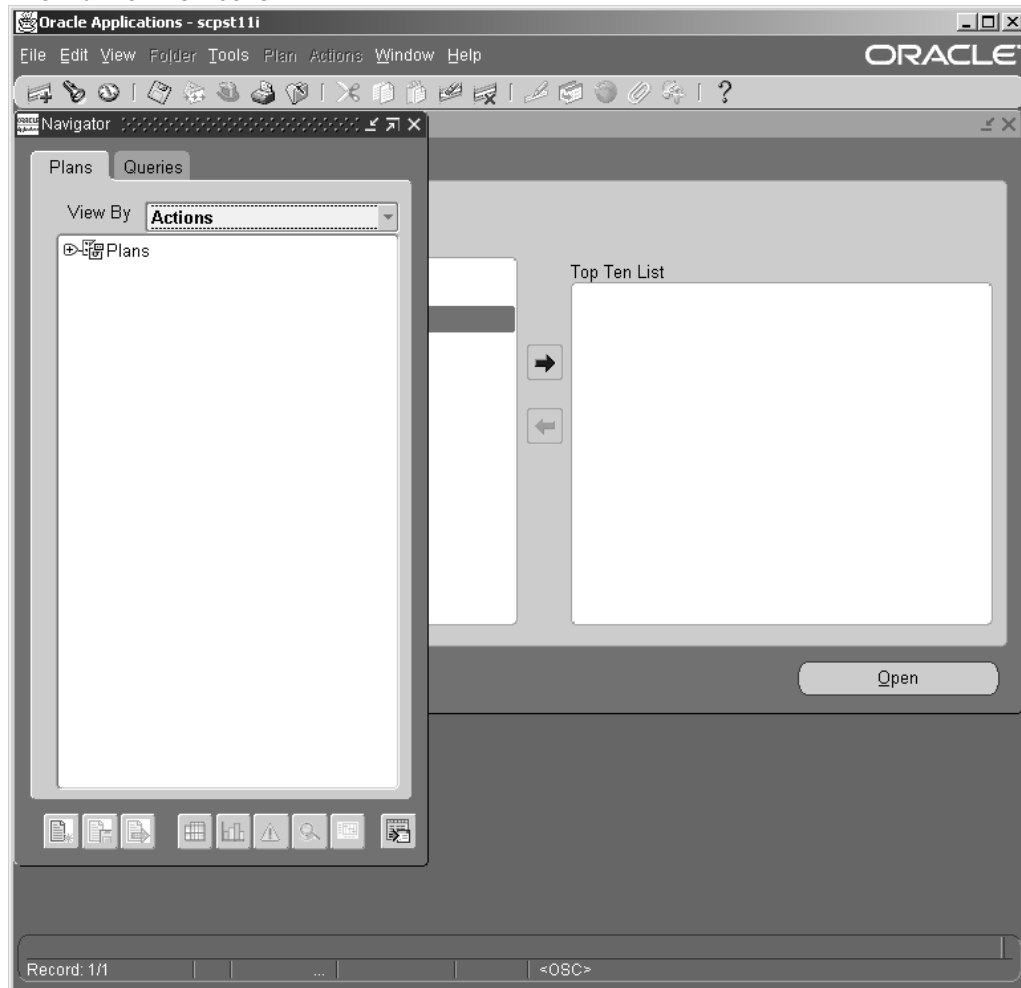 Oracle Applications - scpst11i
File Edit View Folder Tools Plan Actions Window Help
ORACLE
Navigator
Plans Queries
View By Actions
Plans
Top Ten List
Open
Record: 1/1 ... <OSC>